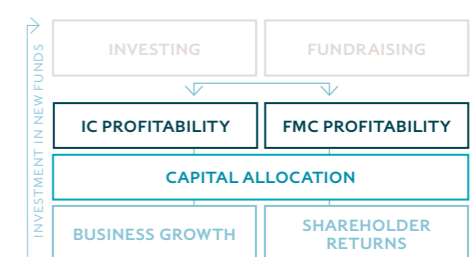 INVESTMENT IN NEW FUNDS
INVESTING
FUNDRAISING
IC PROFITABILITY
FMC PROFITABILITY
CAPITAL ALLOCATION
BUSINESS GROWTH
SHAREHOLDER
RETURNS